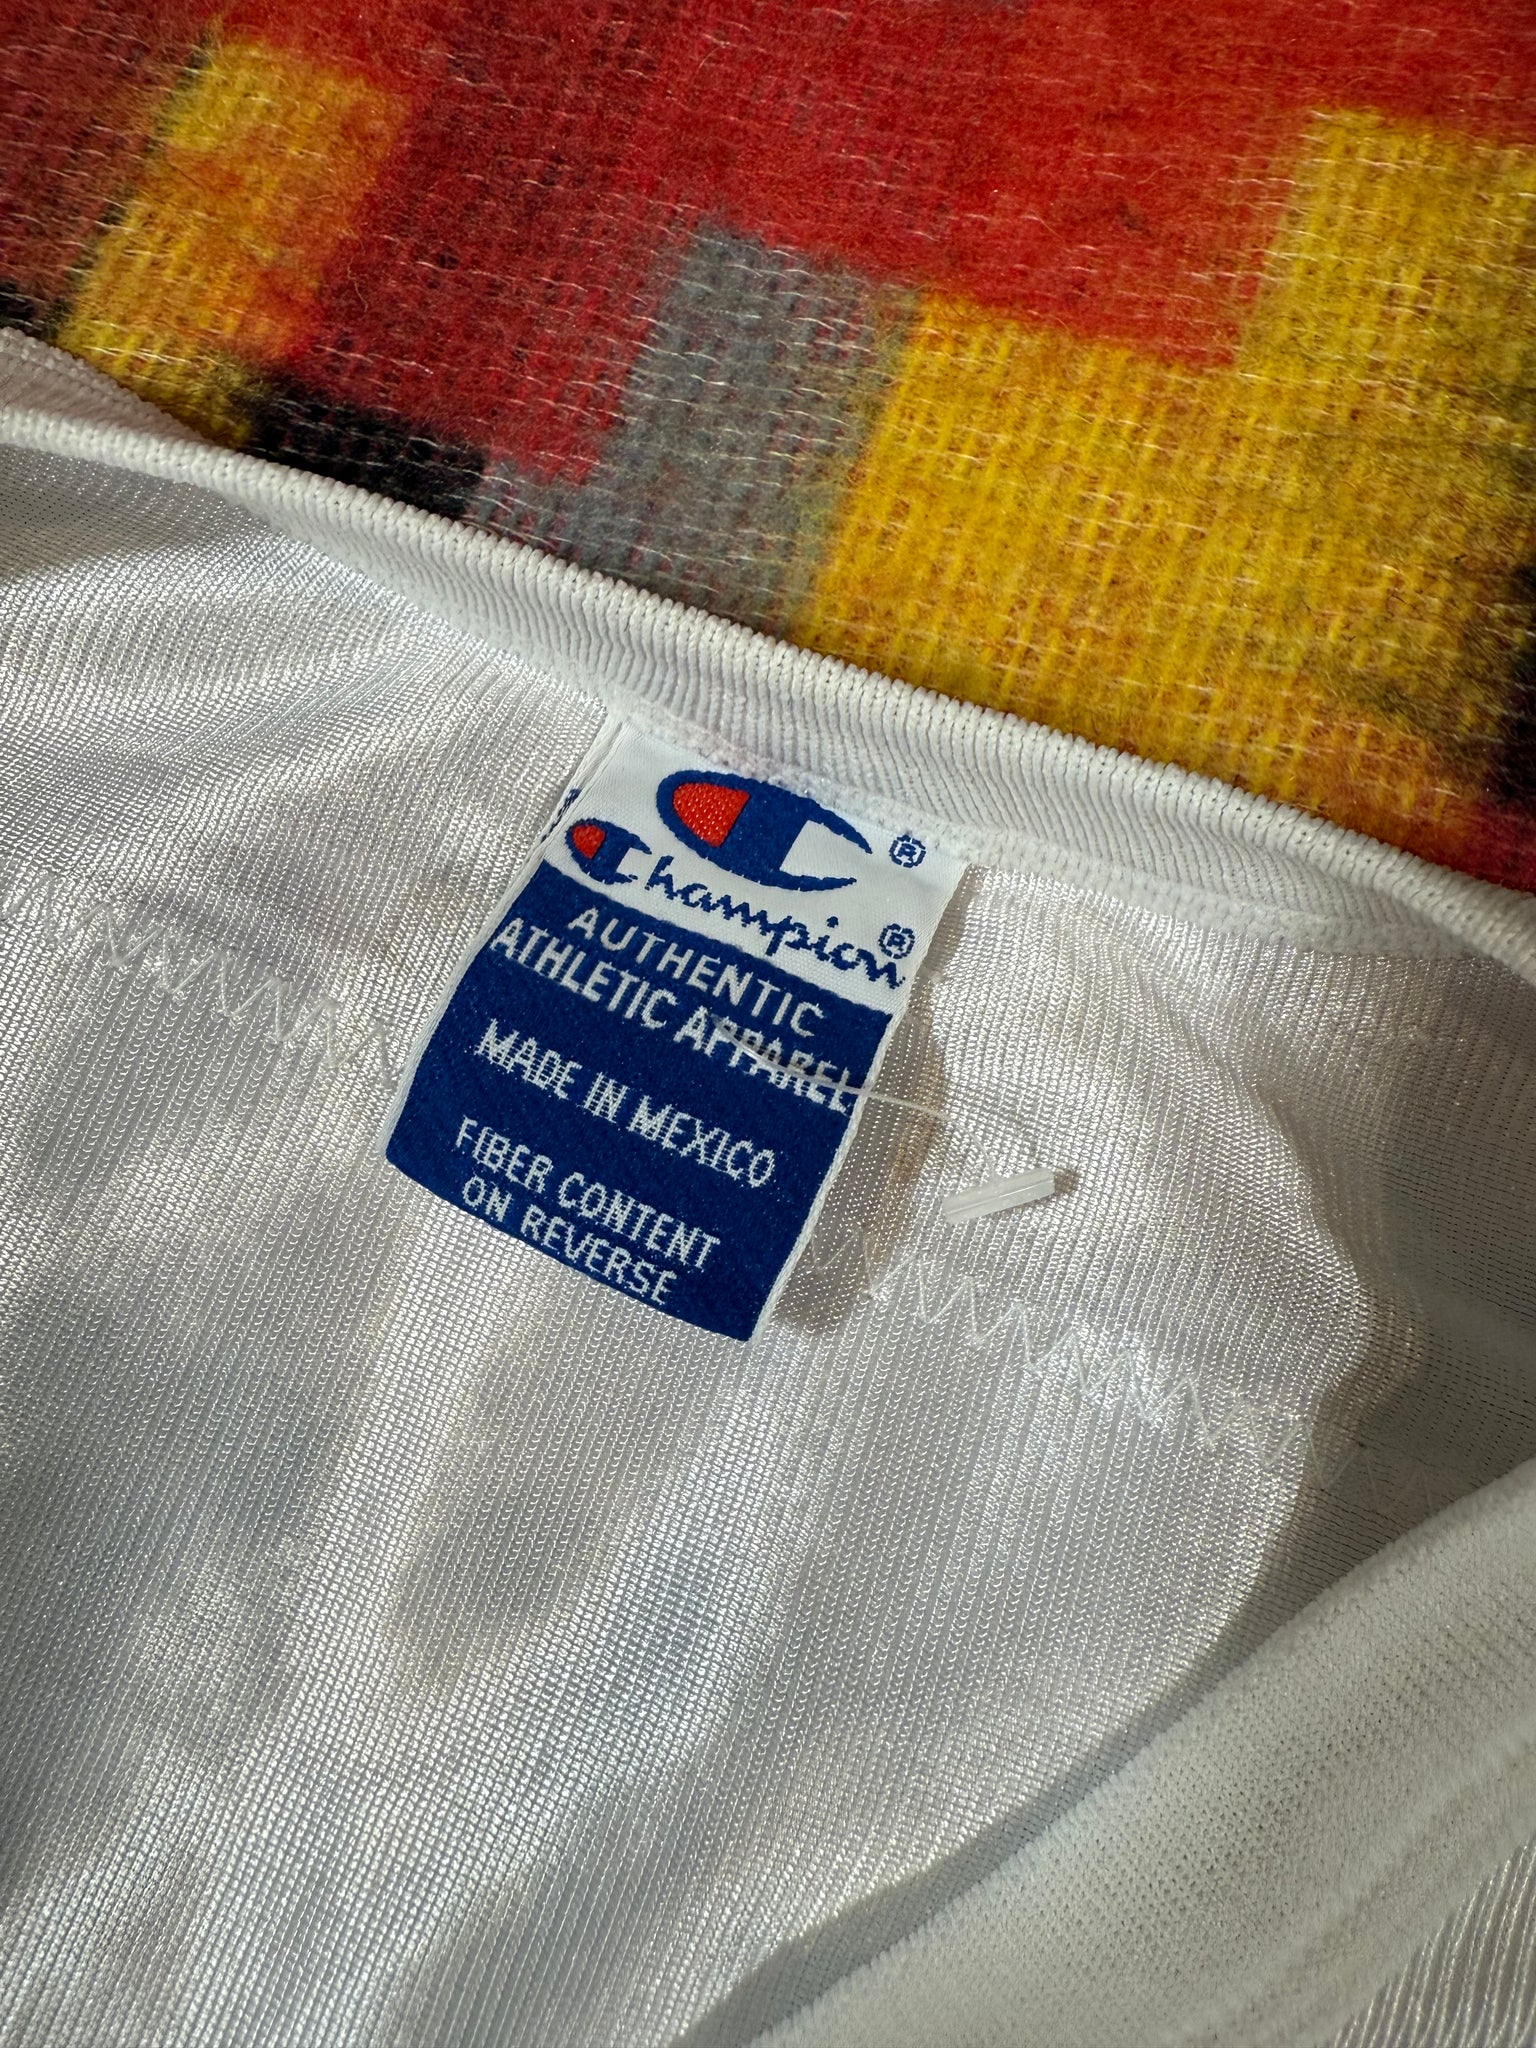 ®
Champion®
AUTHENTIC
ATHLETIC APPAREL
MADE IN MEXICO
FIBER CONTENT
ON REVERSE